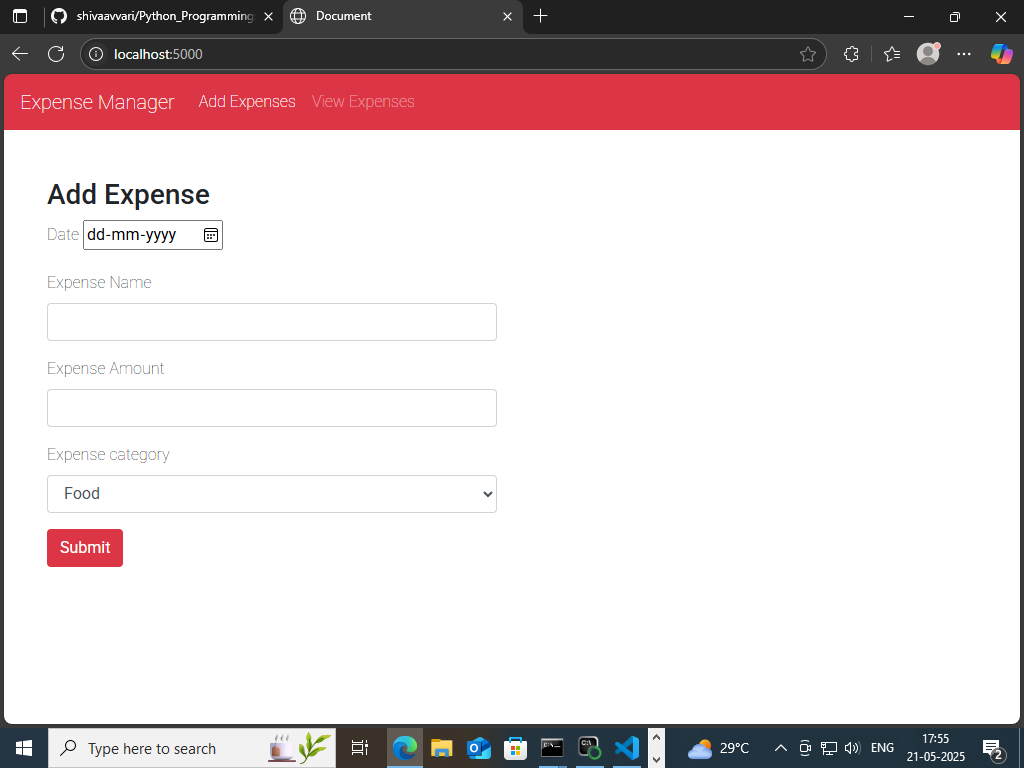 shivaavvari/Python_Programming
Document
localhost:5000
Expense Manager Add Expenses View Expenses
Add Expense
Date dd-mm-yyyy
Expense Name
Expense Amount
Expense category
Food
Submit
Type here to search
29°C
ENG
17:55
21-05-2025
2